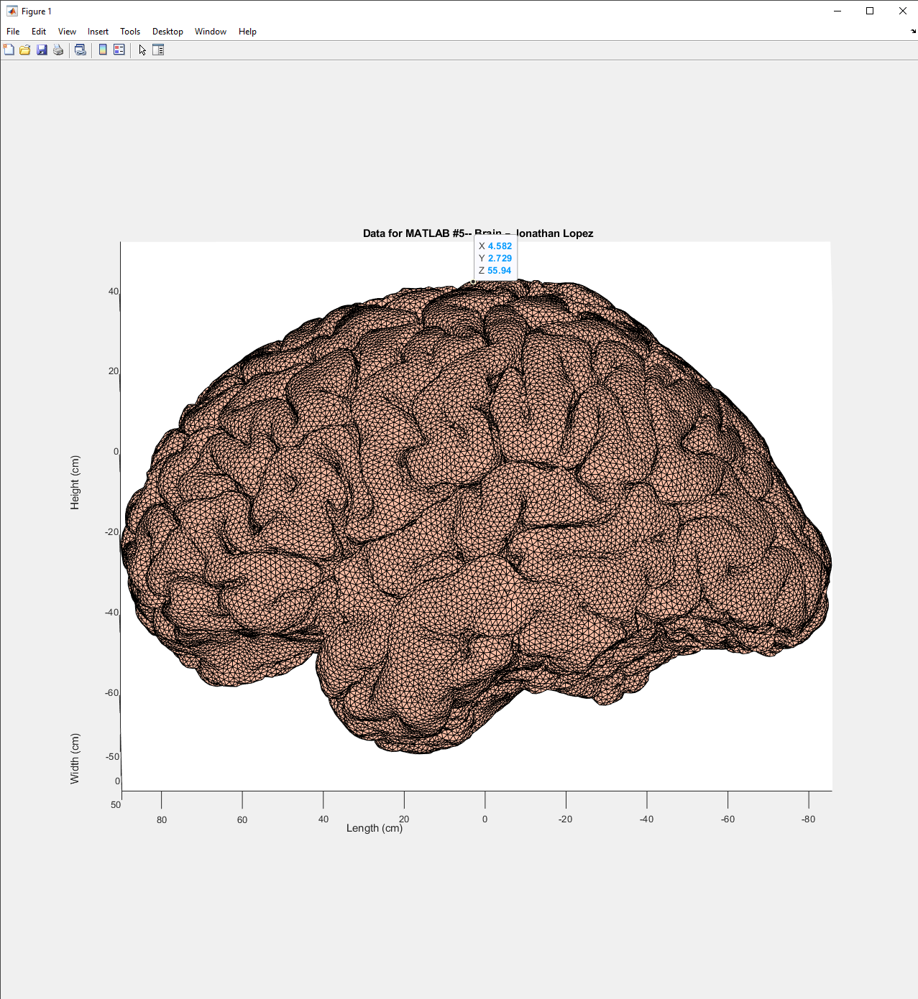 Figure 1
File Edit View Insert Tools Desktop Window Help
Data for MATLAB #5-- Brain – Jonathan Lopez
X 4.582
Y 2.729
Z 55.94
40
20
0
-20
-40
-60
Height (cm)
-50
0
50
Width (cm)
80 60 40 20 0 -20 -40 -60 -80
Length (cm)